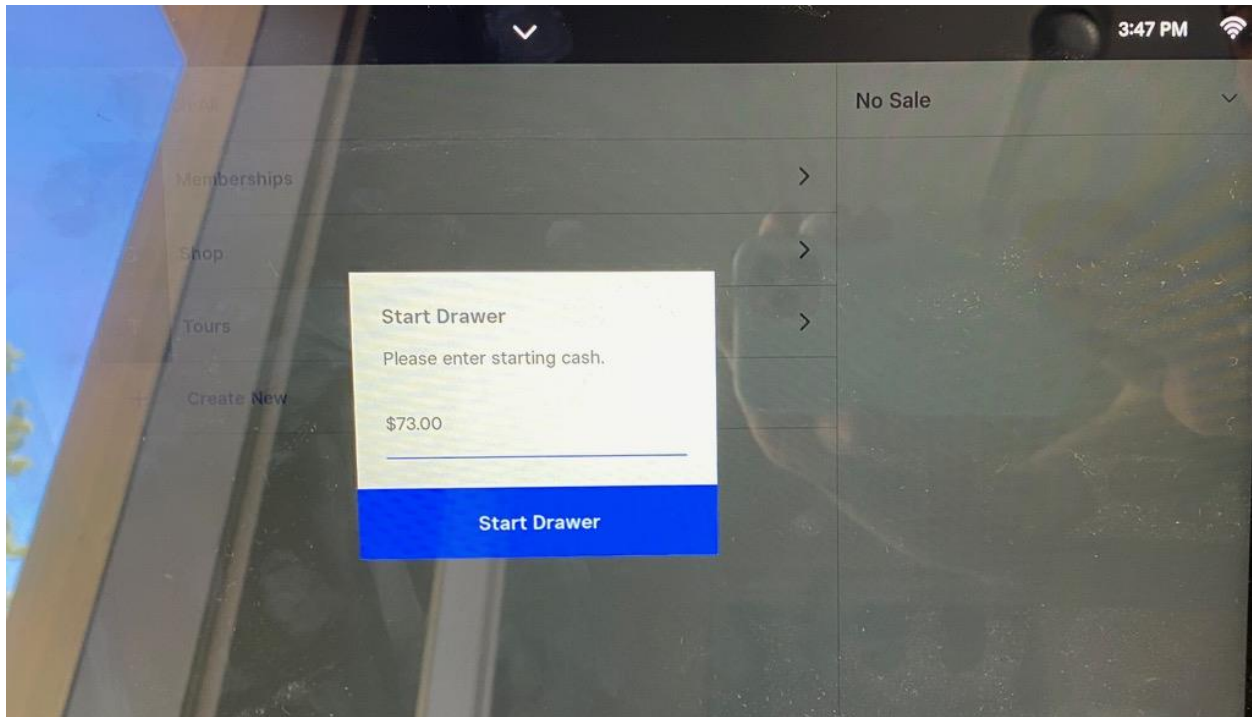 3:47 PM
No Sale
Memberships
Shop
Tours
Create New
Start Drawer
Please enter starting cash.
$73.00
Start Drawer